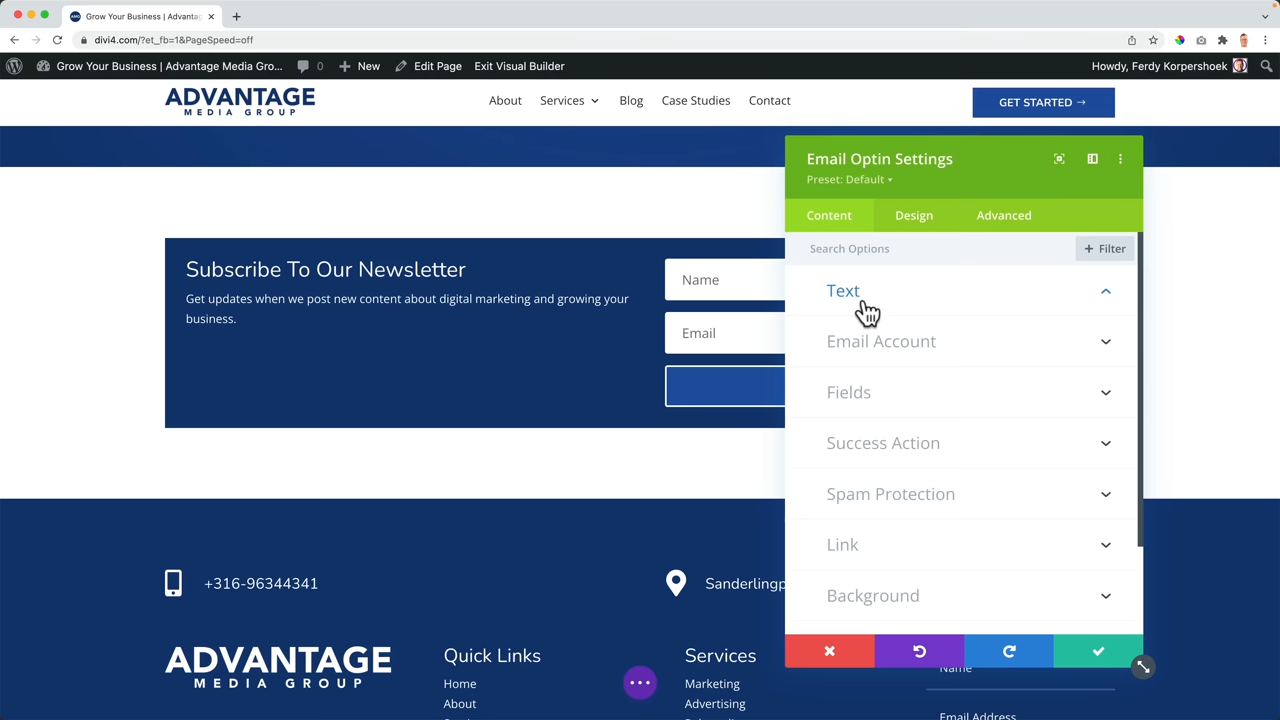 Grow Your Business | Advanta
divi4.com/?et_fb=1&PageSpeed=off
Grow Your Business | Advantage Media Gro... 0 New Edit Page Exit Visual Builder Howdy, Ferdy Korpershoek
ADVANTAGE
MEDIA GROUP
About Services Blog Case Studies Contact
GET STARTED →
Email Optin Settings
Preset: Default
Content Design Advanced
Search Options
+ Filter
Text
Email Account
Fields
Success Action
Spam Protection
Link
Background
Subscribe To Our Newsletter
Get updates when we post new content about digital marketing and growing your
business.
Name
Email
+316-96344341
Sanderlingp
ADVANTAGE
MEDIA GROUP
Quick Links
Home
About
Services
Marketing
Advertising
Name
Email Address